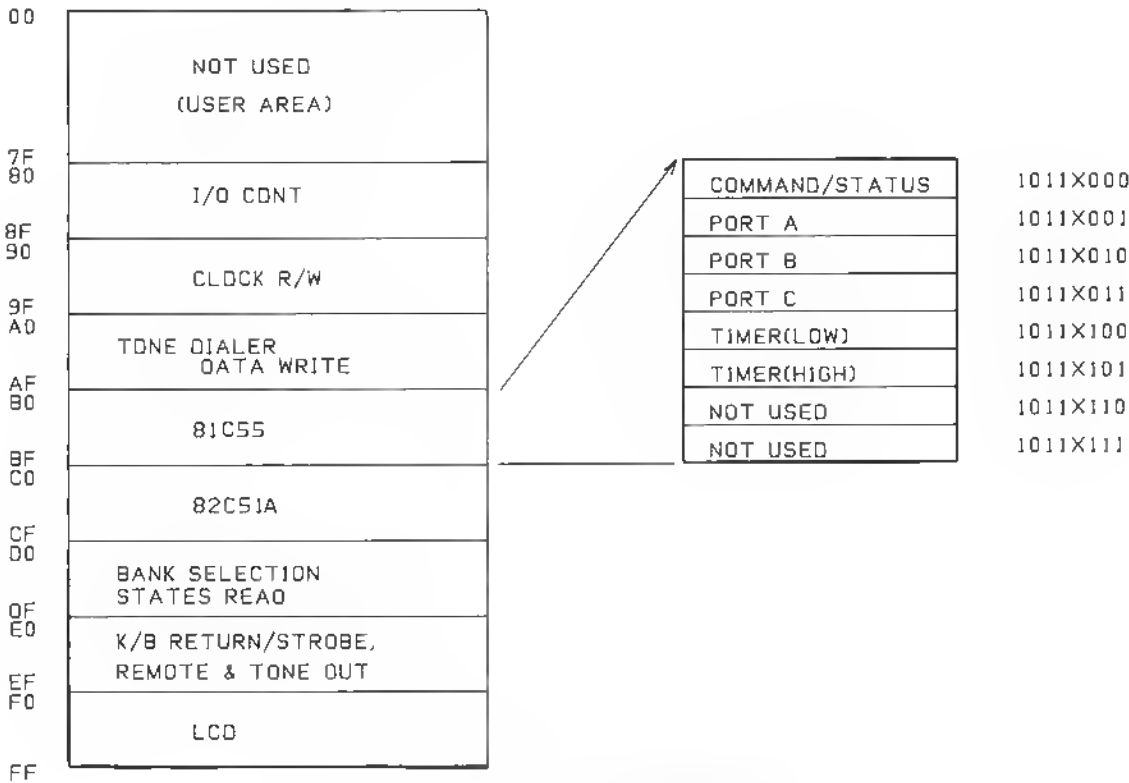 00
NOT USED
(USER AREA)
7F
80
I/O CONT
8F
90
CLOCK R/W
9F
A0
TONE DIALER
DATA WRITE
AF
B0
81C55
BF
C0
82C51A
CF
D0
BANK SELECTION
STATES READ
DF
E0
K/B RETURN/STROBE,
REMOTE & TONE OUT
EF
F0
LCD
FF
COMMAND/STATUS 1011X000
PORT A 1011X001
PORT B 1011X010
PORT C 1011X011
TIMER(LOW) 1011X100
TIMER(HIGH) 1011X101
NOT USED 1011X110
NOT USED 1011X111